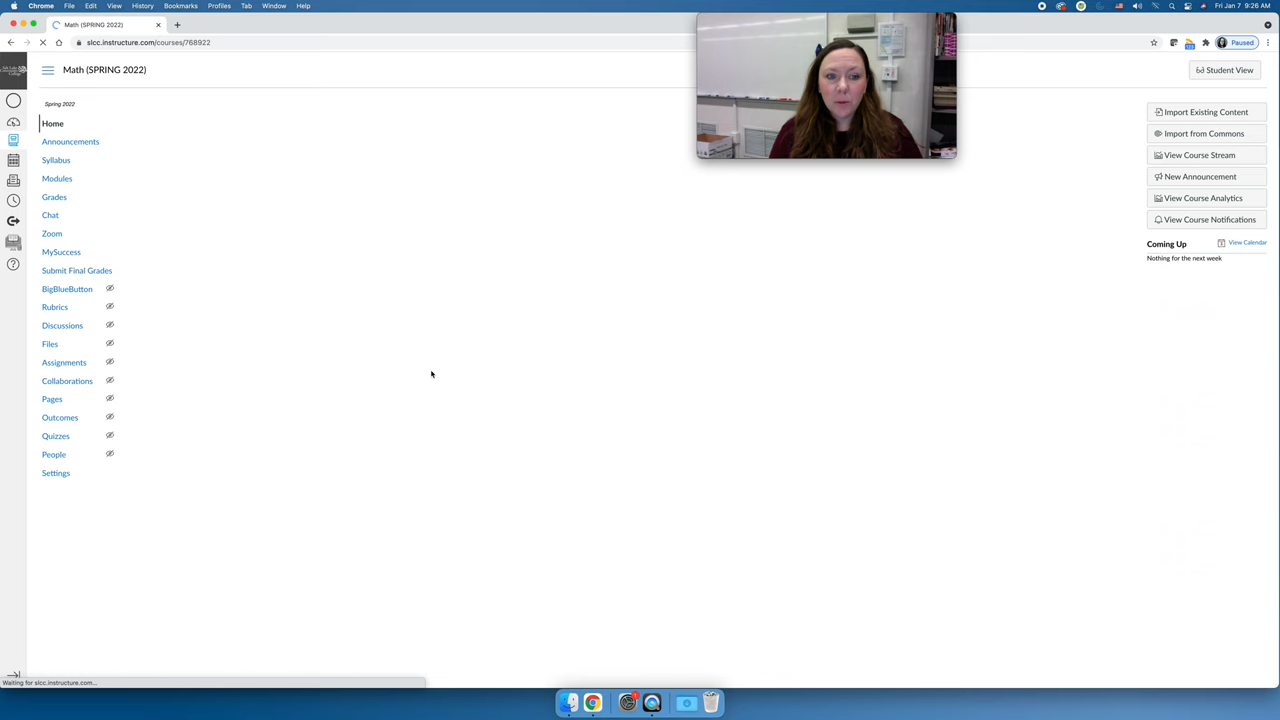 Chrome File Edit View History Bookmarks Profiles Tab Window Help
Fri Jan 7 9:26 AM
Math (SPRING 2022)
slcc.instructure.com/courses/768922
Paused
Math (SPRING 2022)
Student View
Spring 2022
Home
Announcements
Syllabus
Modules
Grades
Chat
Zoom
MySuccess
Submit Final Grades
BigBlueButton
Rubrics
Discussions
Files
Assignments
Collaborations
Pages
Outcomes
Quizzes
People
Settings
Import Existing Content
Import from Commons
View Course Stream
New Announcement
View Course Analytics
View Course Notifications
Coming Up
View Calendar
Nothing for the next week
Waiting for slcc.instructure.com...